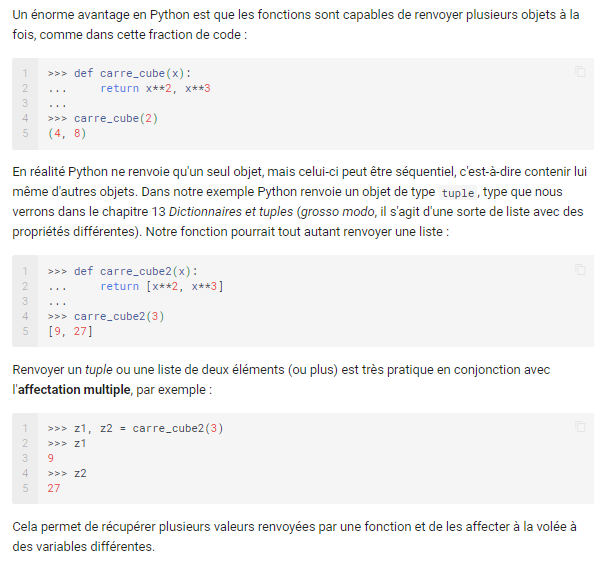 Un énorme avantage en Python est que les fonctions sont capables de renvoyer plusieurs objets à la
fois, comme dans cette fraction de code :
1 >>> def carre_cube(x):
2 ...     return x**2, x**3
3 ...
4 >>> carre_cube(2)
5 (4, 8)
En réalité Python ne renvoie qu'un seul objet, mais celui-ci peut être séquentiel, c'est-à-dire contenir lui
même d'autres objets. Dans notre exemple Python renvoie un objet de type tuple, type que nous
verrons dans le chapitre 13 Dictionnaires et tuples (grosso modo, il s'agit d'une sorte de liste avec des
propriétés différentes). Notre fonction pourrait tout autant renvoyer une liste :
1 >>> def carre_cube2(x):
2 ...     return [x**2, x**3]
3 ...
4 >>> carre_cube2(3)
5 [9, 27]
Renvoyer un tuple ou une liste de deux éléments (ou plus) est très pratique en conjonction avec
l'affectation multiple, par exemple :
1 >>> z1, z2 = carre_cube2(3)
2 >>> z1
3 9
4 >>> z2
5 27
Cela permet de récupérer plusieurs valeurs renvoyées par une fonction et de les affecter à la volée à
des variables différentes.